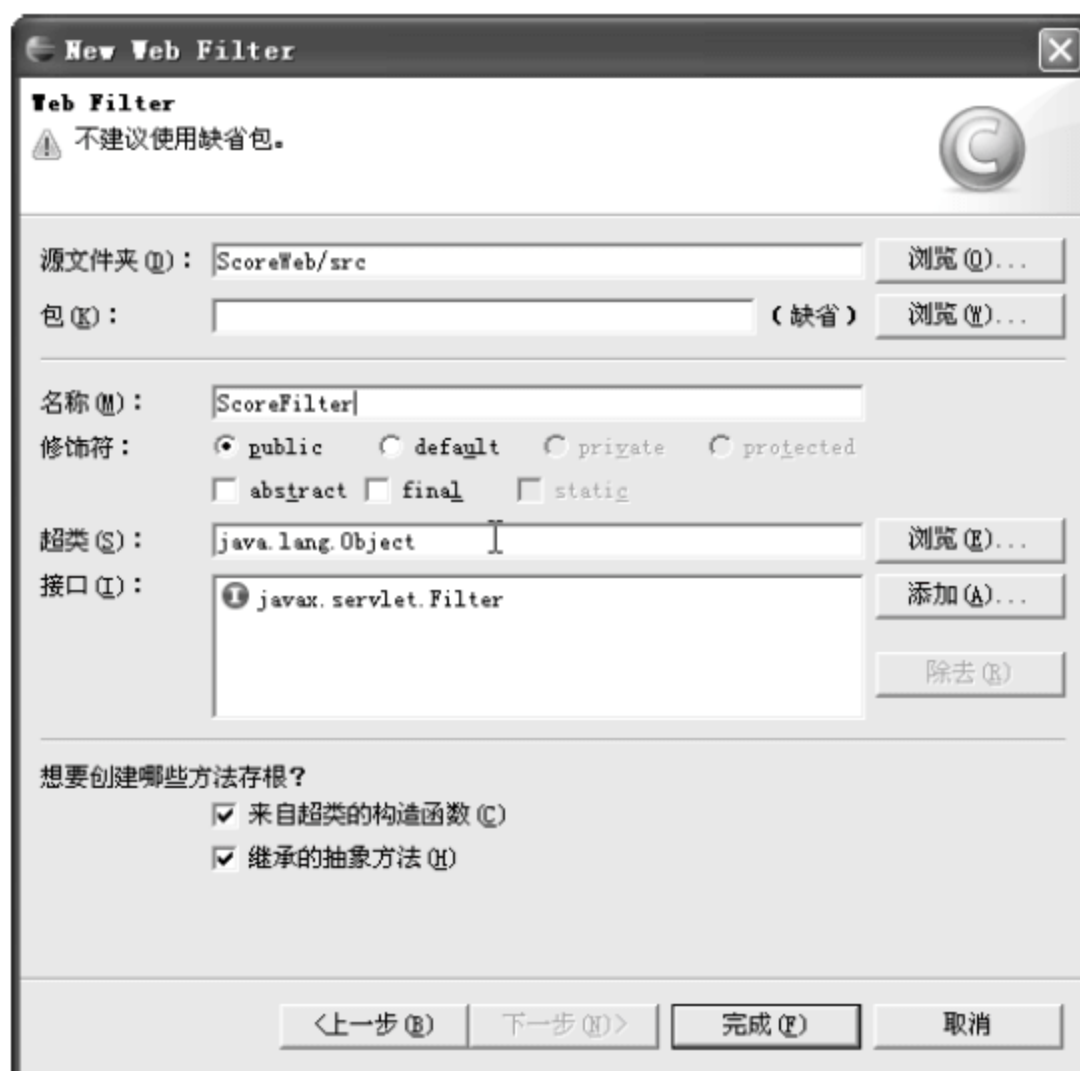 New Web Filter
Web Filter
不建议使用缺省包。
源文件夹(D): ScoreWeb/src 浏览(O)...
包(K): (缺省) 浏览(W)...
名称(M): ScoreFilter
修饰符: public default private protected
abstract final static
超类(S): java.lang.Object 浏览(E)...
接口(I): javax.servlet.Filter 添加(A)...
除去(R)
想要创建哪些方法存根?
来自超类的构造函数(C)
继承的抽象方法(H)
<上一步(B) 下一步(N)> 完成(F) 取消